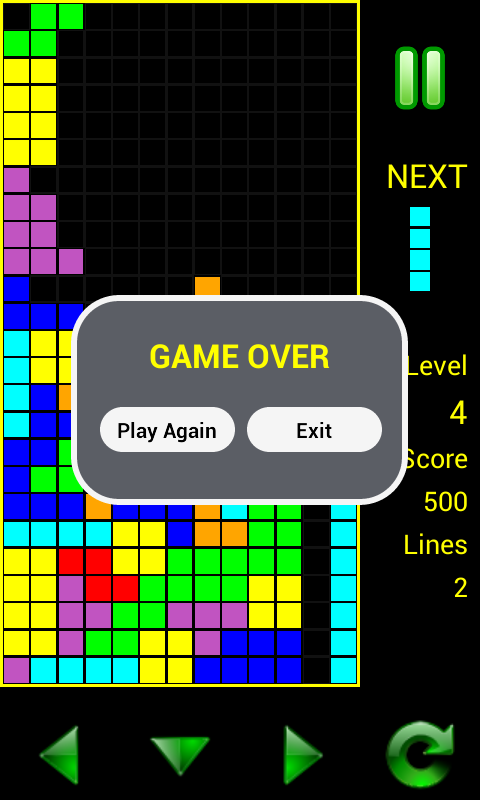 NEXT
GAME OVER
Level
Play Again
Exit
4
Score
500
Lines
2